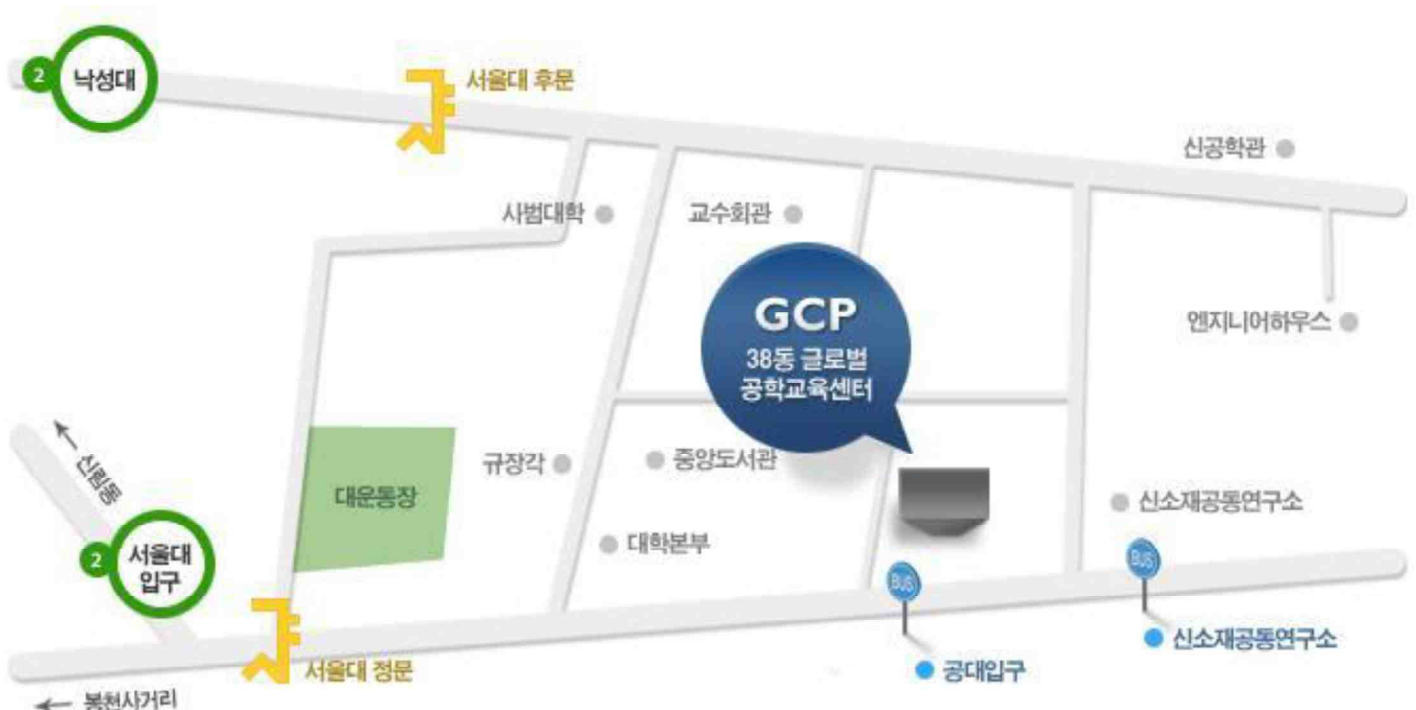 2 낙성대
서울대 후문
신공학관
사범대학
교수회관
GCP
38동 글로벌
공학교육센터
엔지니어하우스
← 신림동
규장각
중앙도서관
대운동장
신소재공동연구소
대학본부
2 서울대
입구
BUS
BUS
신소재공동연구소
서울대 정문
공대입구
← 봉천사거리